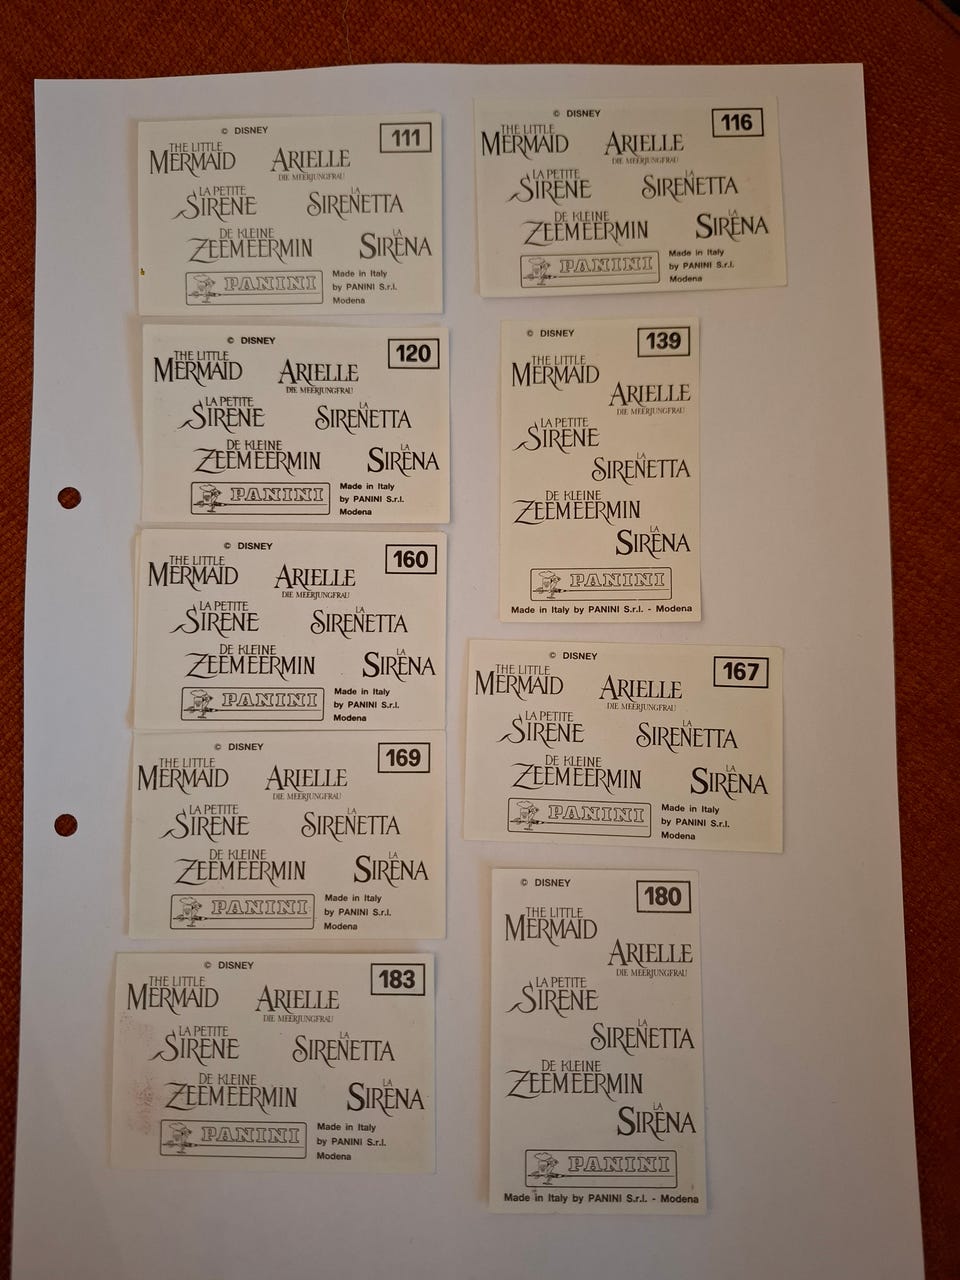 © DISNEY
111
THE LITTLE MERMAID
ARIELLE DIE MEERJUNGFRAU
LA PETITE SIRÈNE
LA SIRENETTA
DE KLEINE ZEEMEERMIN
LA SIRENA
PANINI
Made in Italy
by PANINI S.r.l.
Modena
© DISNEY
116
THE LITTLE MERMAID
ARIELLE DIE MEERJUNGFRAU
LA PETITE SIRÈNE
LA SIRENETTA
DE KLEINE ZEEMEERMIN
LA SIRENA
PANINI
Made in Italy
by PANINI S.r.l.
Modena
© DISNEY
120
THE LITTLE MERMAID
ARIELLE DIE MEERJUNGFRAU
LA PETITE SIRÈNE
LA SIRENETTA
DE KLEINE ZEEMEERMIN
LA SIRENA
PANINI
Made in Italy
by PANINI S.r.l.
Modena
© DISNEY
139
THE LITTLE MERMAID
ARIELLE DIE MEERJUNGFRAU
LA PETITE SIRÈNE
LA SIRENETTA
DE KLEINE ZEEMEERMIN
LA SIRENA
PANINI
Made in Italy by PANINI S.r.l. - Modena
© DISNEY
160
THE LITTLE MERMAID
ARIELLE DIE MEERJUNGFRAU
LA PETITE SIRÈNE
LA SIRENETTA
DE KLEINE ZEEMEERMIN
LA SIRENA
PANINI
Made in Italy
by PANINI S.r.l.
Modena
© DISNEY
167
THE LITTLE MERMAID
ARIELLE DIE MEERJUNGFRAU
LA PETITE SIRÈNE
LA SIRENETTA
DE KLEINE ZEEMEERMIN
LA SIRENA
PANINI
Made in Italy
by PANINI S.r.l.
Modena
© DISNEY
169
THE LITTLE MERMAID
ARIELLE DIE MEERJUNGFRAU
LA PETITE SIRÈNE
LA SIRENETTA
DE KLEINE ZEEMEERMIN
LA SIRENA
PANINI
Made in Italy
by PANINI S.r.l.
Modena
© DISNEY
180
THE LITTLE MERMAID
ARIELLE DIE MEERJUNGFRAU
LA PETITE SIRÈNE
LA SIRENETTA
DE KLEINE ZEEMEERMIN
LA SIRENA
PANINI
Made in Italy by PANINI S.r.l. - Modena
© DISNEY
183
THE LITTLE MERMAID
ARIELLE DIE MEERJUNGFRAU
LA PETITE SIRÈNE
LA SIRENETTA
DE KLEINE ZEEMEERMIN
LA SIRENA
PANINI
Made in Italy
by PANINI S.r.l.
Modena